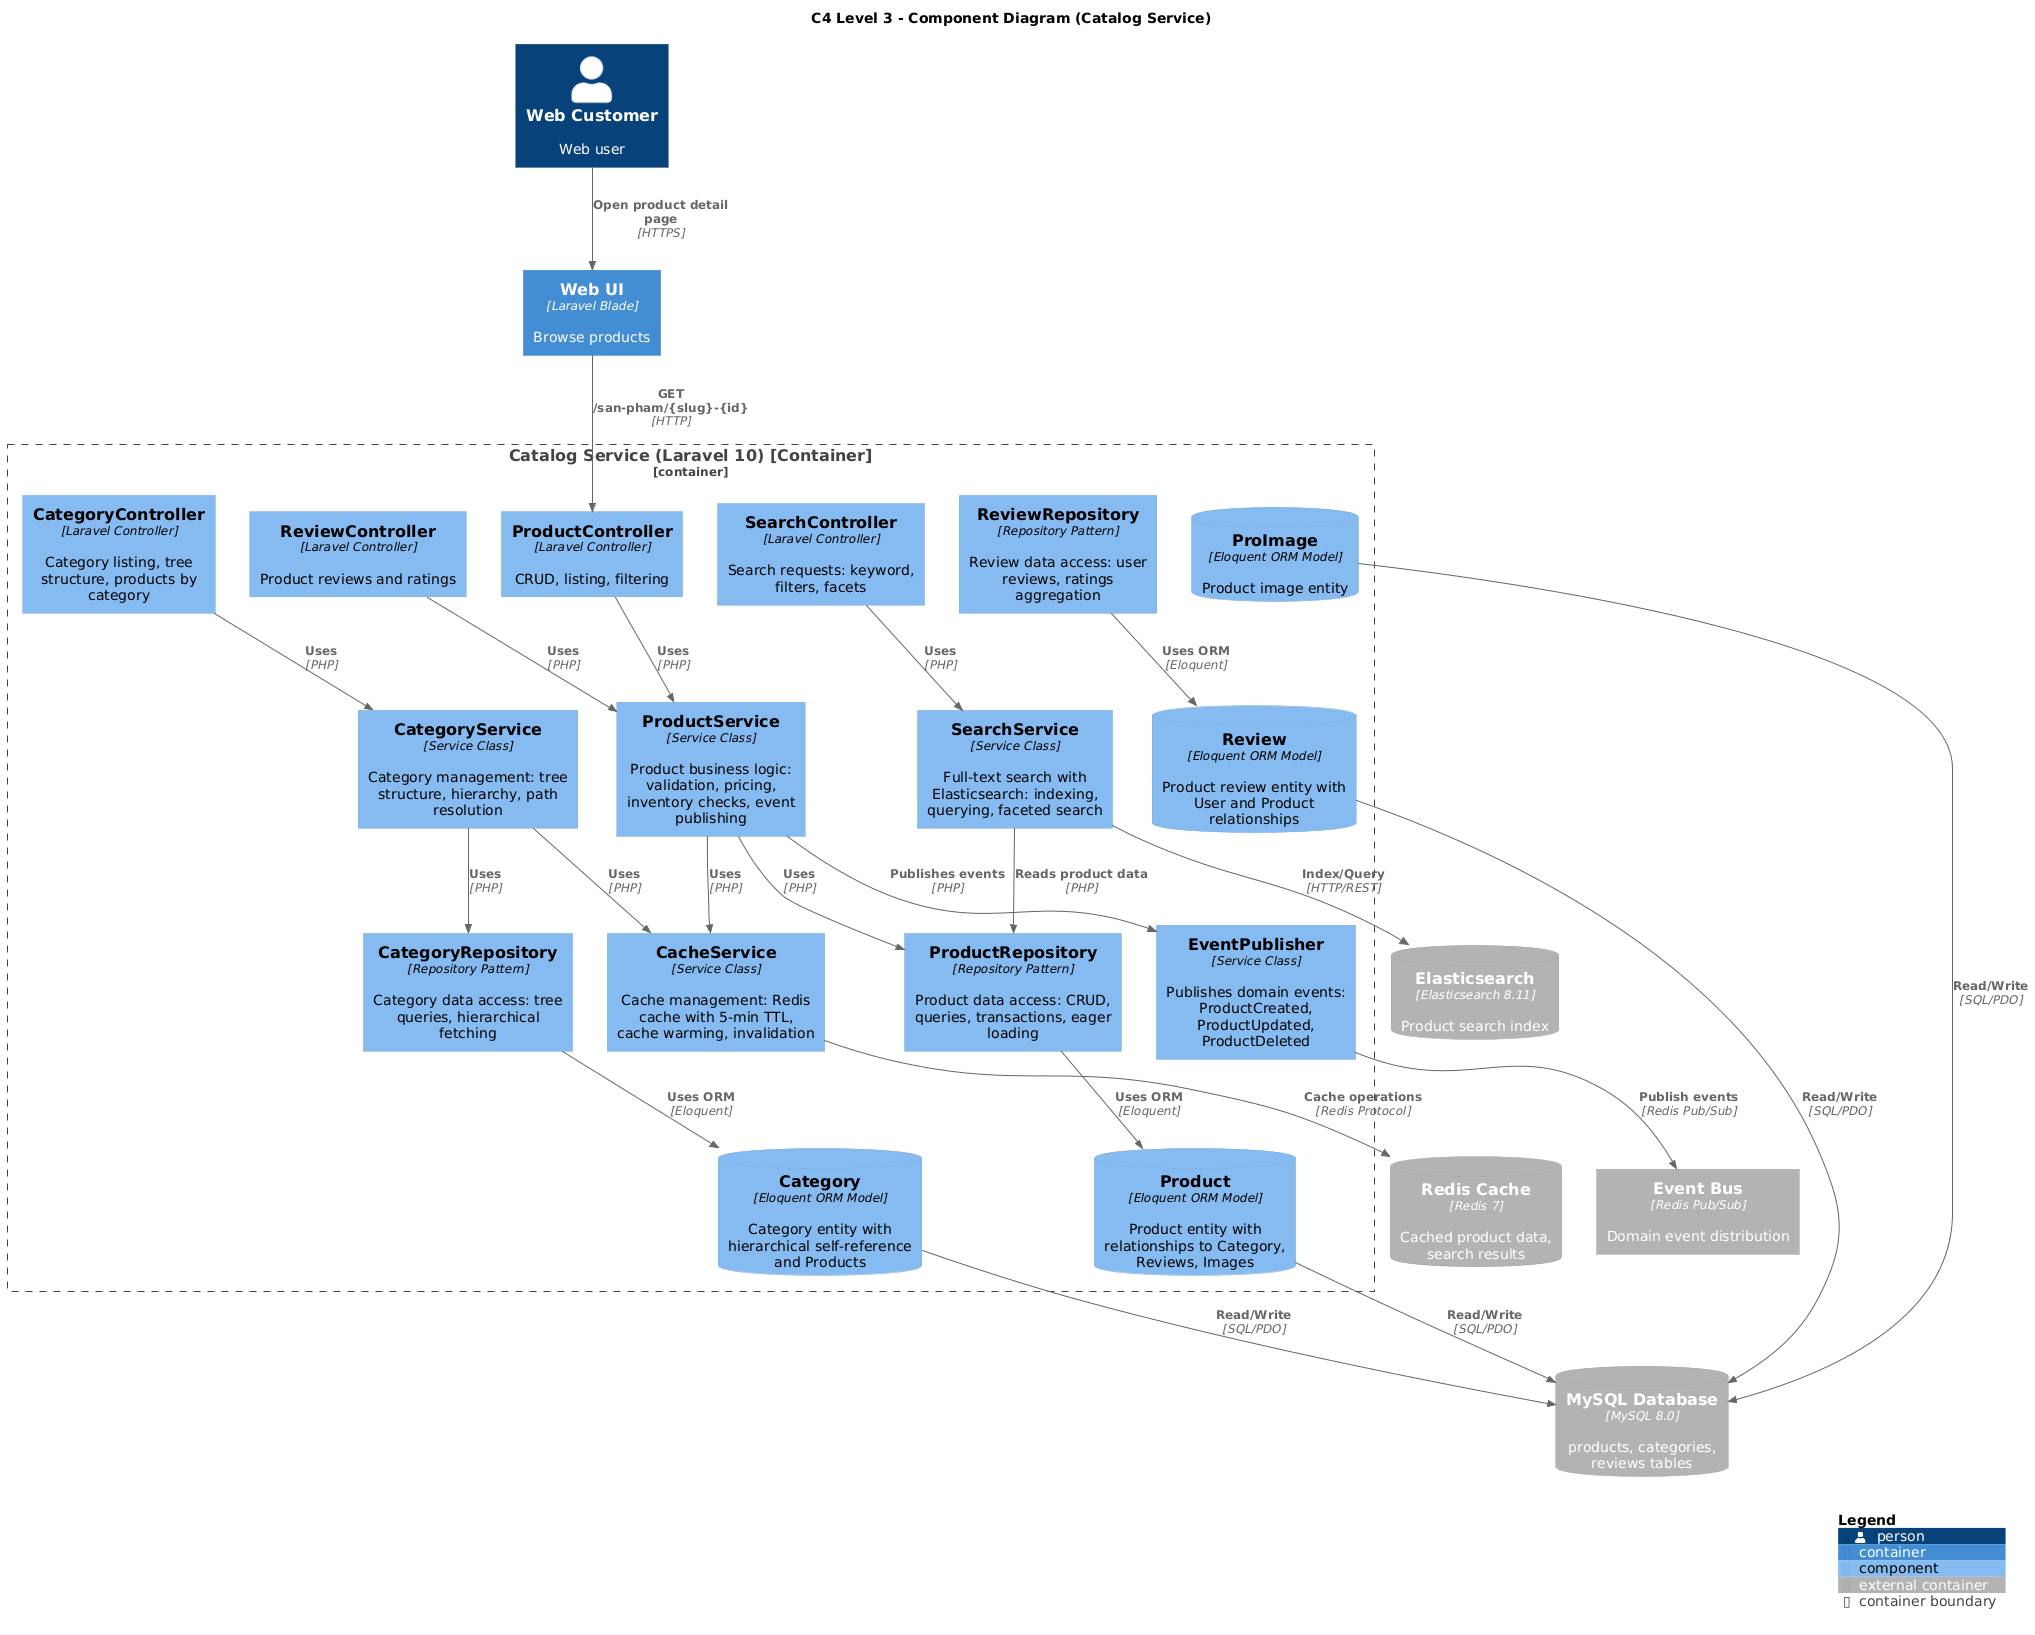 C4 Level 3 - Component Diagram (Catalog Service)
Web Customer
Web user
Open product detail
page
[HTTPS]
Web UI
[Laravel Blade]
Browse products
GET
/san-pham/{slug}-{id}
[HTTP]
Catalog Service (Laravel 10) [Container]
[container]
CategoryController
[Laravel Controller]
Category listing, tree
structure, products by
category
ReviewController
[Laravel Controller]
Product reviews and ratings
ProductController
[Laravel Controller]
CRUD, listing, filtering
SearchController
[Laravel Controller]
Search requests: keyword,
filters, facets
ReviewRepository
[Repository Pattern]
Review data access: user
reviews, ratings
aggregation
ProImage
[Eloquent ORM Model]
Product image entity
Uses
[PHP]
Uses
[PHP]
Uses
[PHP]
Uses
[PHP]
Uses ORM
[Eloquent]
CategoryService
[Service Class]
Category management: tree
structure, hierarchy, path
resolution
ProductService
[Service Class]
Product business logic:
validation, pricing,
inventory checks, event
publishing
SearchService
[Service Class]
Full-text search with
Elasticsearch: indexing,
querying, faceted search
Review
[Eloquent ORM Model]
Product review entity with
User and Product
relationships
Uses
[PHP]
Uses
[PHP]
Uses
[PHP]
Uses
[PHP]
Publishes events
[PHP]
Reads product data
[PHP]
Index/Query
[HTTP/REST]
CategoryRepository
[Repository Pattern]
Category data access: tree
queries, hierarchical
fetching
CacheService
[Service Class]
Cache management: Redis
cache with 5-min TTL,
cache warming, invalidation
ProductRepository
[Repository Pattern]
Product data access: CRUD,
queries, transactions, eager
loading
EventPublisher
[Service Class]
Publishes domain events:
ProductCreated,
ProductUpdated,
ProductDeleted
Elasticsearch
[Elasticsearch 8.11]
Product search index
Read/Write
[SQL/PDO]
Uses ORM
[Eloquent]
Uses ORM
[Eloquent]
Cache operations
[Redis Protocol]
Publish events
[Redis Pub/Sub]
Read/Write
[SQL/PDO]
Category
[Eloquent ORM Model]
Category entity with
hierarchical self-reference
and Products
Product
[Eloquent ORM Model]
Product entity with
relationships to Category,
Reviews, Images
Redis Cache
[Redis 7]
Cached product data,
search results
Event Bus
[Redis Pub/Sub]
Domain event distribution
Read/Write
[SQL/PDO]
Read/Write
[SQL/PDO]
MySQL Database
[MySQL 8.0]
products, categories,
reviews tables
Legend
person
container
component
external container
container boundary